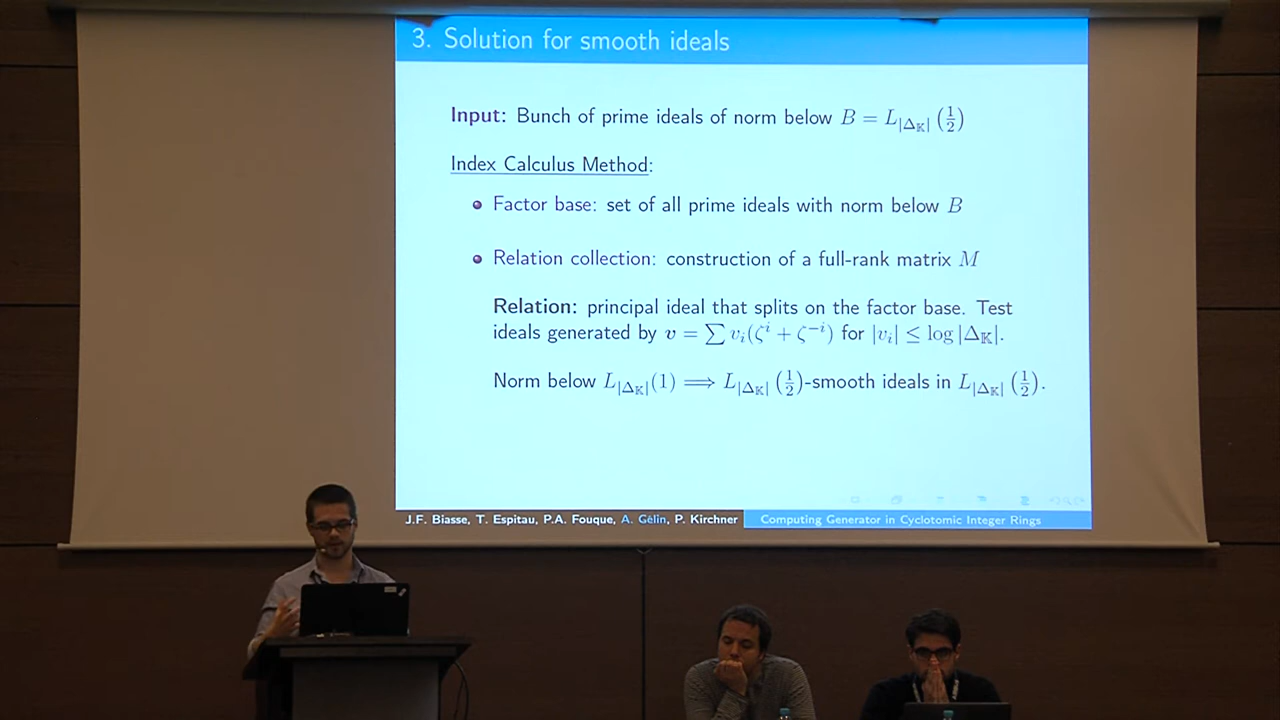 3. Solution for smooth ideals
Input: Bunch of prime ideals of norm below B = L_{|Δ_𝕂|}(1/2)
Index Calculus Method:
Factor base: set of all prime ideals with norm below B
Relation collection: construction of a full-rank matrix M
Relation: principal ideal that splits on the factor base. Test
ideals generated by v = ∑ v_i(ζ^i + ζ^{-i}) for |v_i| ≤ log |Δ_𝕂|.
Norm below L_{|Δ_𝕂|}(1) ⟹ L_{|Δ_𝕂|}(1/2)-smooth ideals in L_{|Δ_𝕂|}(1/2).
J.F. Biasse, T. Espitau, P.A. Fouque, A. Gélin, P. Kirchner
Computing Generator in Cyclotomic Integer Rings